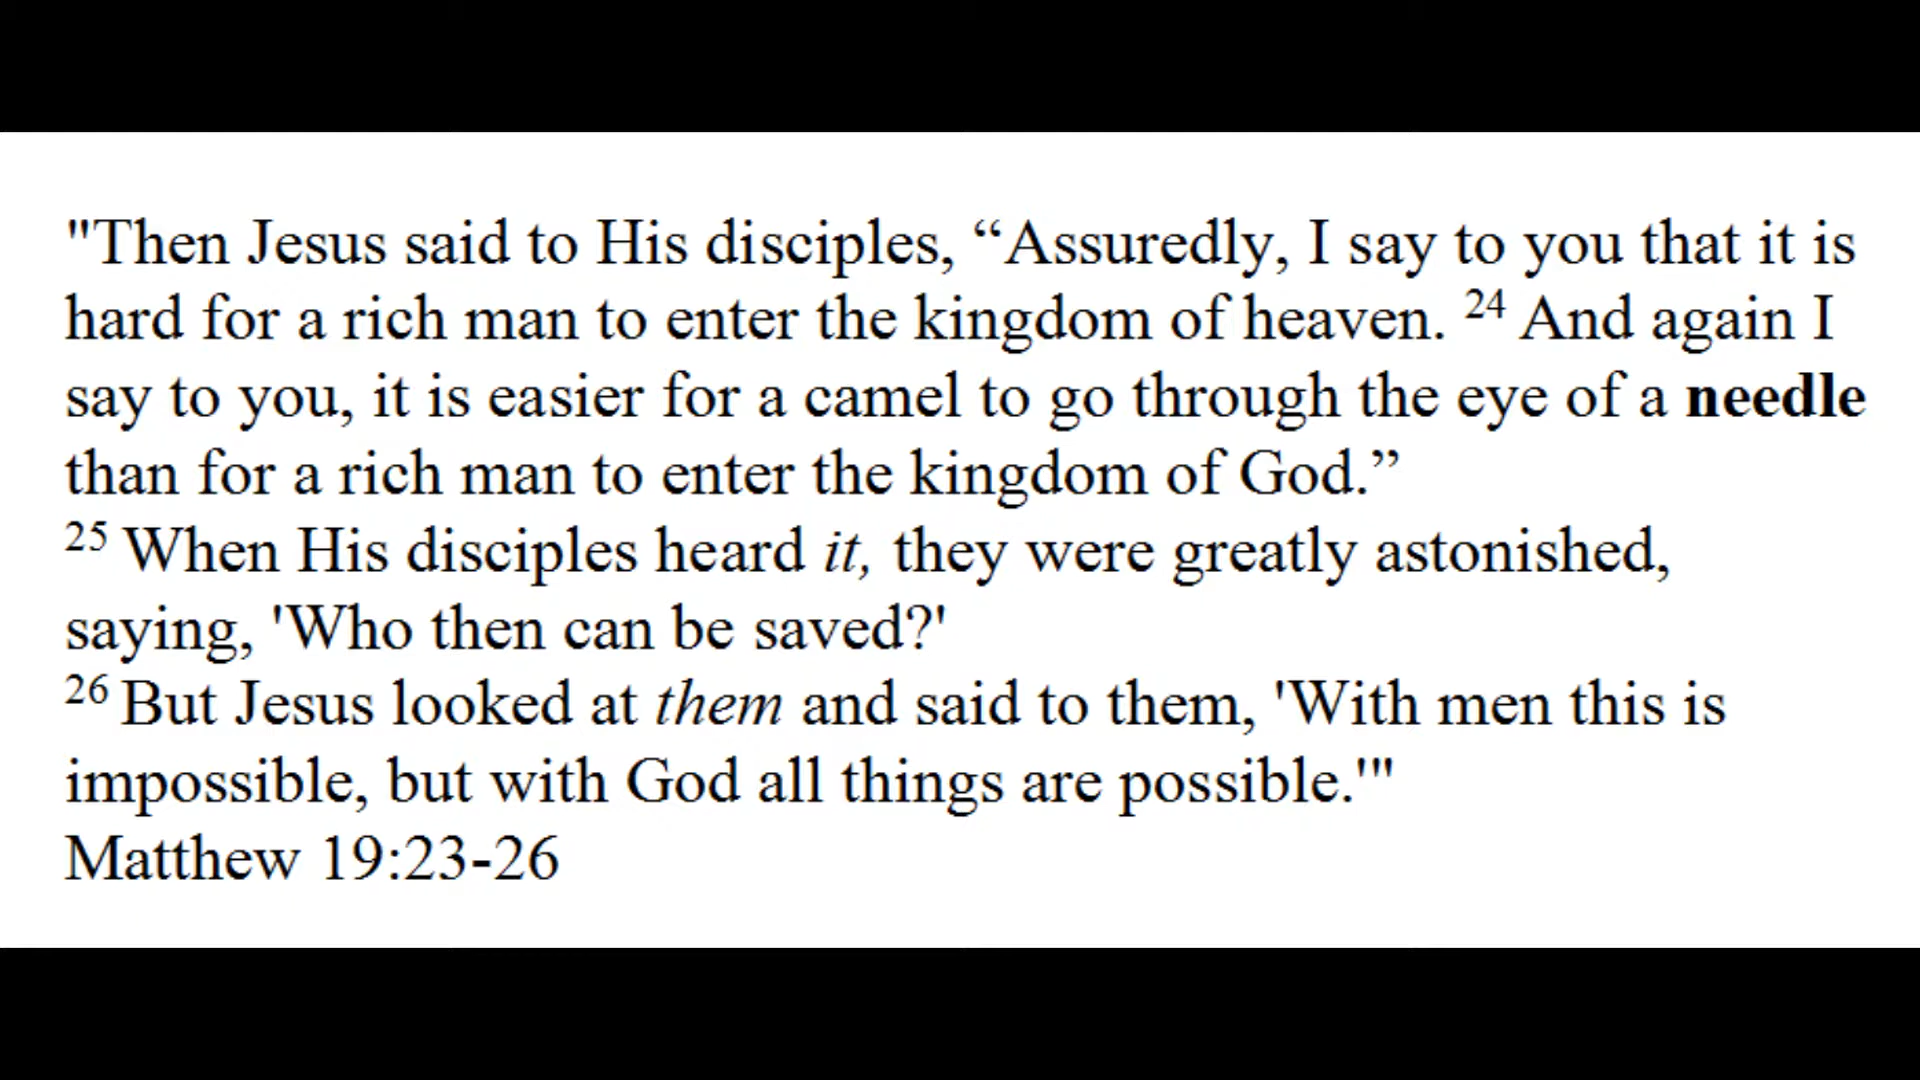 "Then Jesus said to His disciples, “Assuredly, I say to you that it is
hard for a rich man to enter the kingdom of heaven. 24 And again I
say to you, it is easier for a camel to go through the eye of a needle
than for a rich man to enter the kingdom of God.”
25 When His disciples heard it, they were greatly astonished,
saying, 'Who then can be saved?'
26 But Jesus looked at them and said to them, 'With men this is
impossible, but with God all things are possible.'"
Matthew 19:23-26